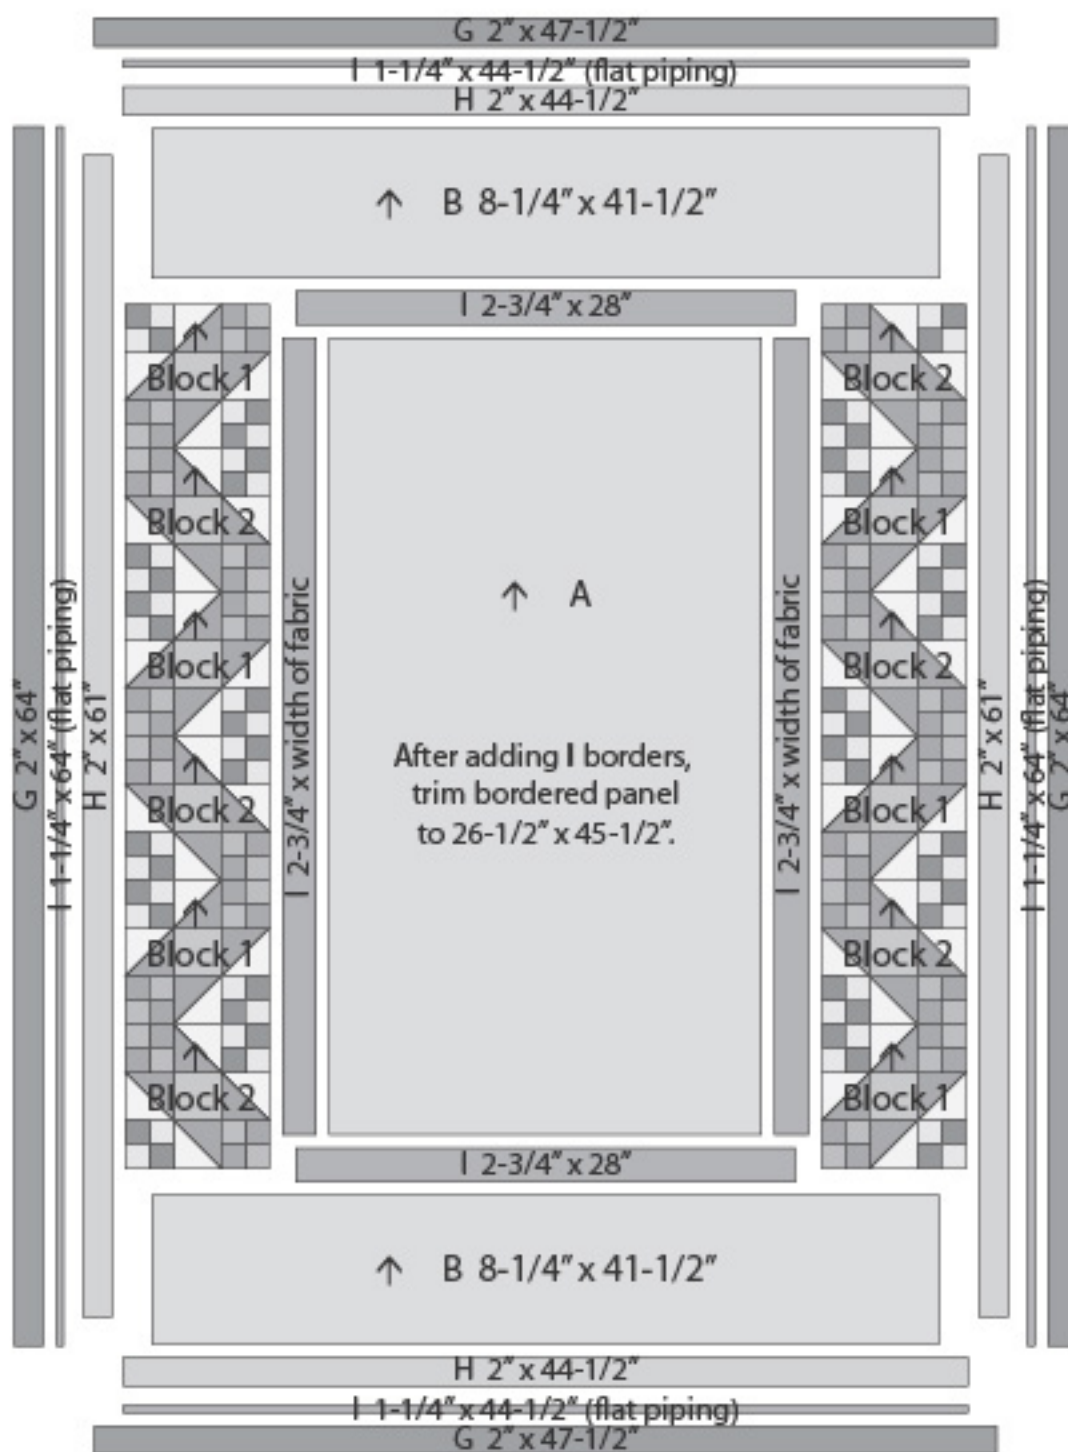 G 2" x 47-1/2"
I 1-1/4" x 44-1/2" (flat piping)
H 2" x 44-1/2"
B 8-1/4" x 41-1/2"
I 2-3/4" x 28"
Block 1
Block 2
Block 2
Block 1
Block 1
Block 2
Block 2
Block 1
Block 1
Block 2
Block 2
Block 1
G 2" x 64"
I 1-1/4" x 64" (flat piping)
H 2" x 61"
I 2-3/4" x width of fabric
A
After adding I borders,
trim bordered panel
to 26-1/2" x 45-1/2".
I 2-3/4" x width of fabric
H 2" x 61"
I 1-1/4" x 64" (flat piping)
G 2" x 64"
I 2-3/4" x 28"
B 8-1/4" x 41-1/2"
H 2" x 44-1/2"
I 1-1/4" x 44-1/2" (flat piping)
G 2" x 47-1/2"